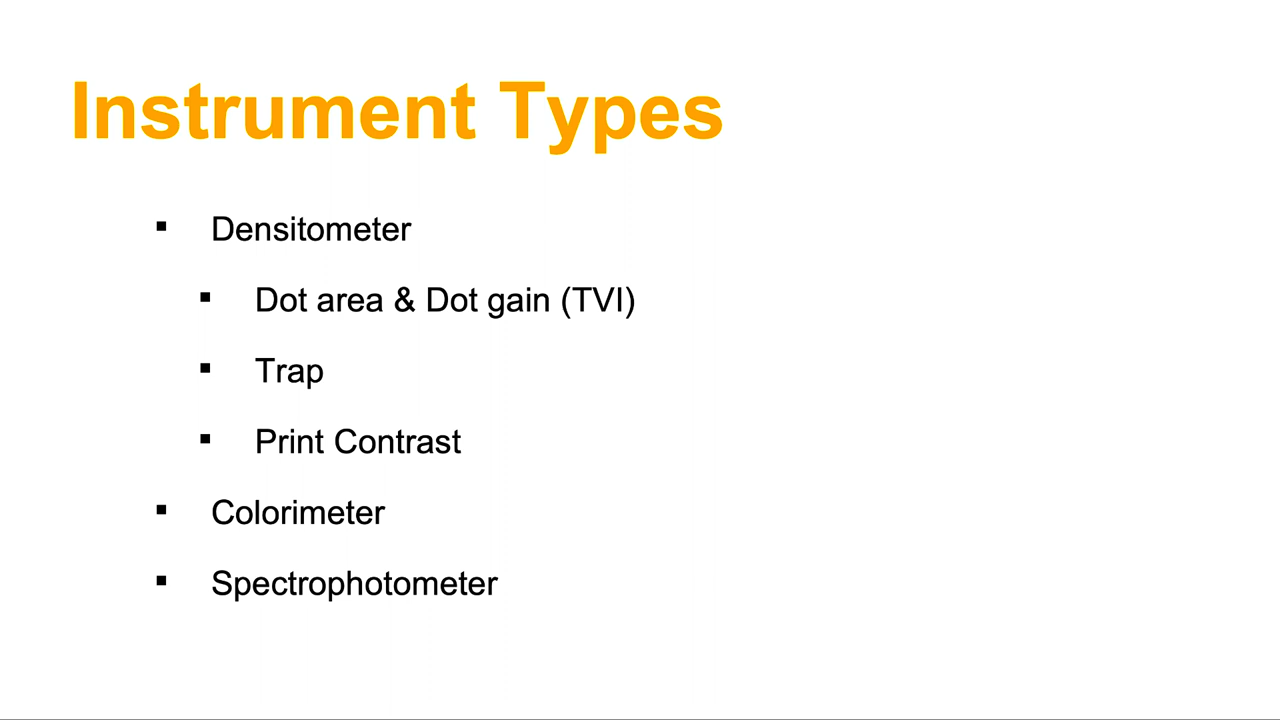 Instrument Types
▪ Densitometer
▪ Dot area & Dot gain (TVI)
▪ Trap
▪ Print Contrast
▪ Colorimeter
▪ Spectrophotometer